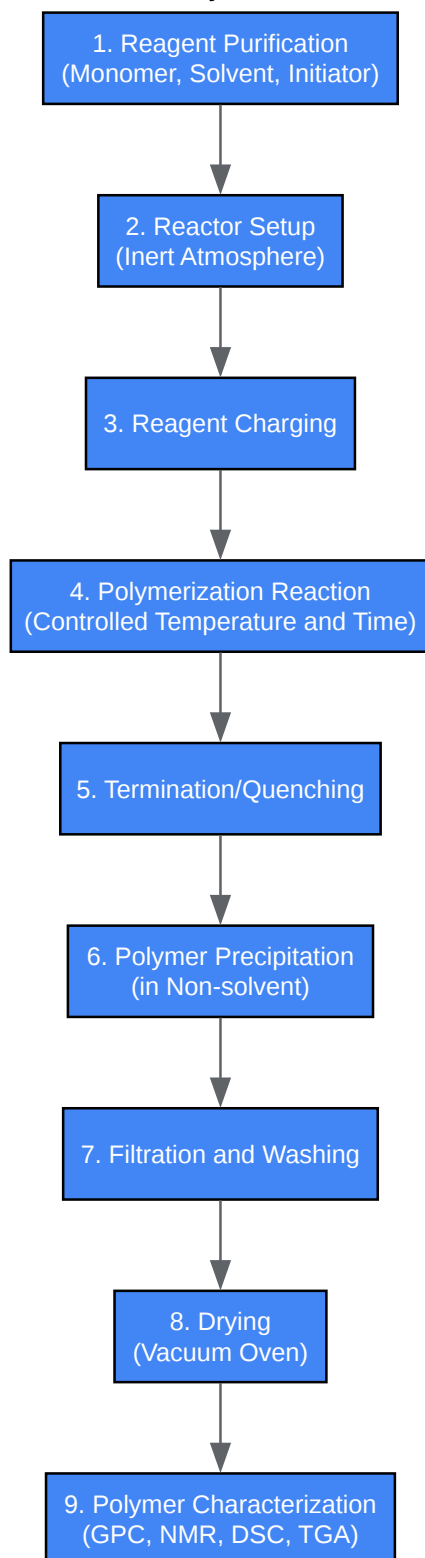 1. Reagent Purification
(Monomer, Solvent, Initiator)
2. Reactor Setup
(Inert Atmosphere)
3. Reagent Charging
4. Polymerization Reaction
(Controlled Temperature and Time)
5. Termination/Quenching
6. Polymer Precipitation
(in Non-solvent)
7. Filtration and Washing
8. Drying
(Vacuum Oven)
9. Polymer Characterization
(GPC, NMR, DSC, TGA)